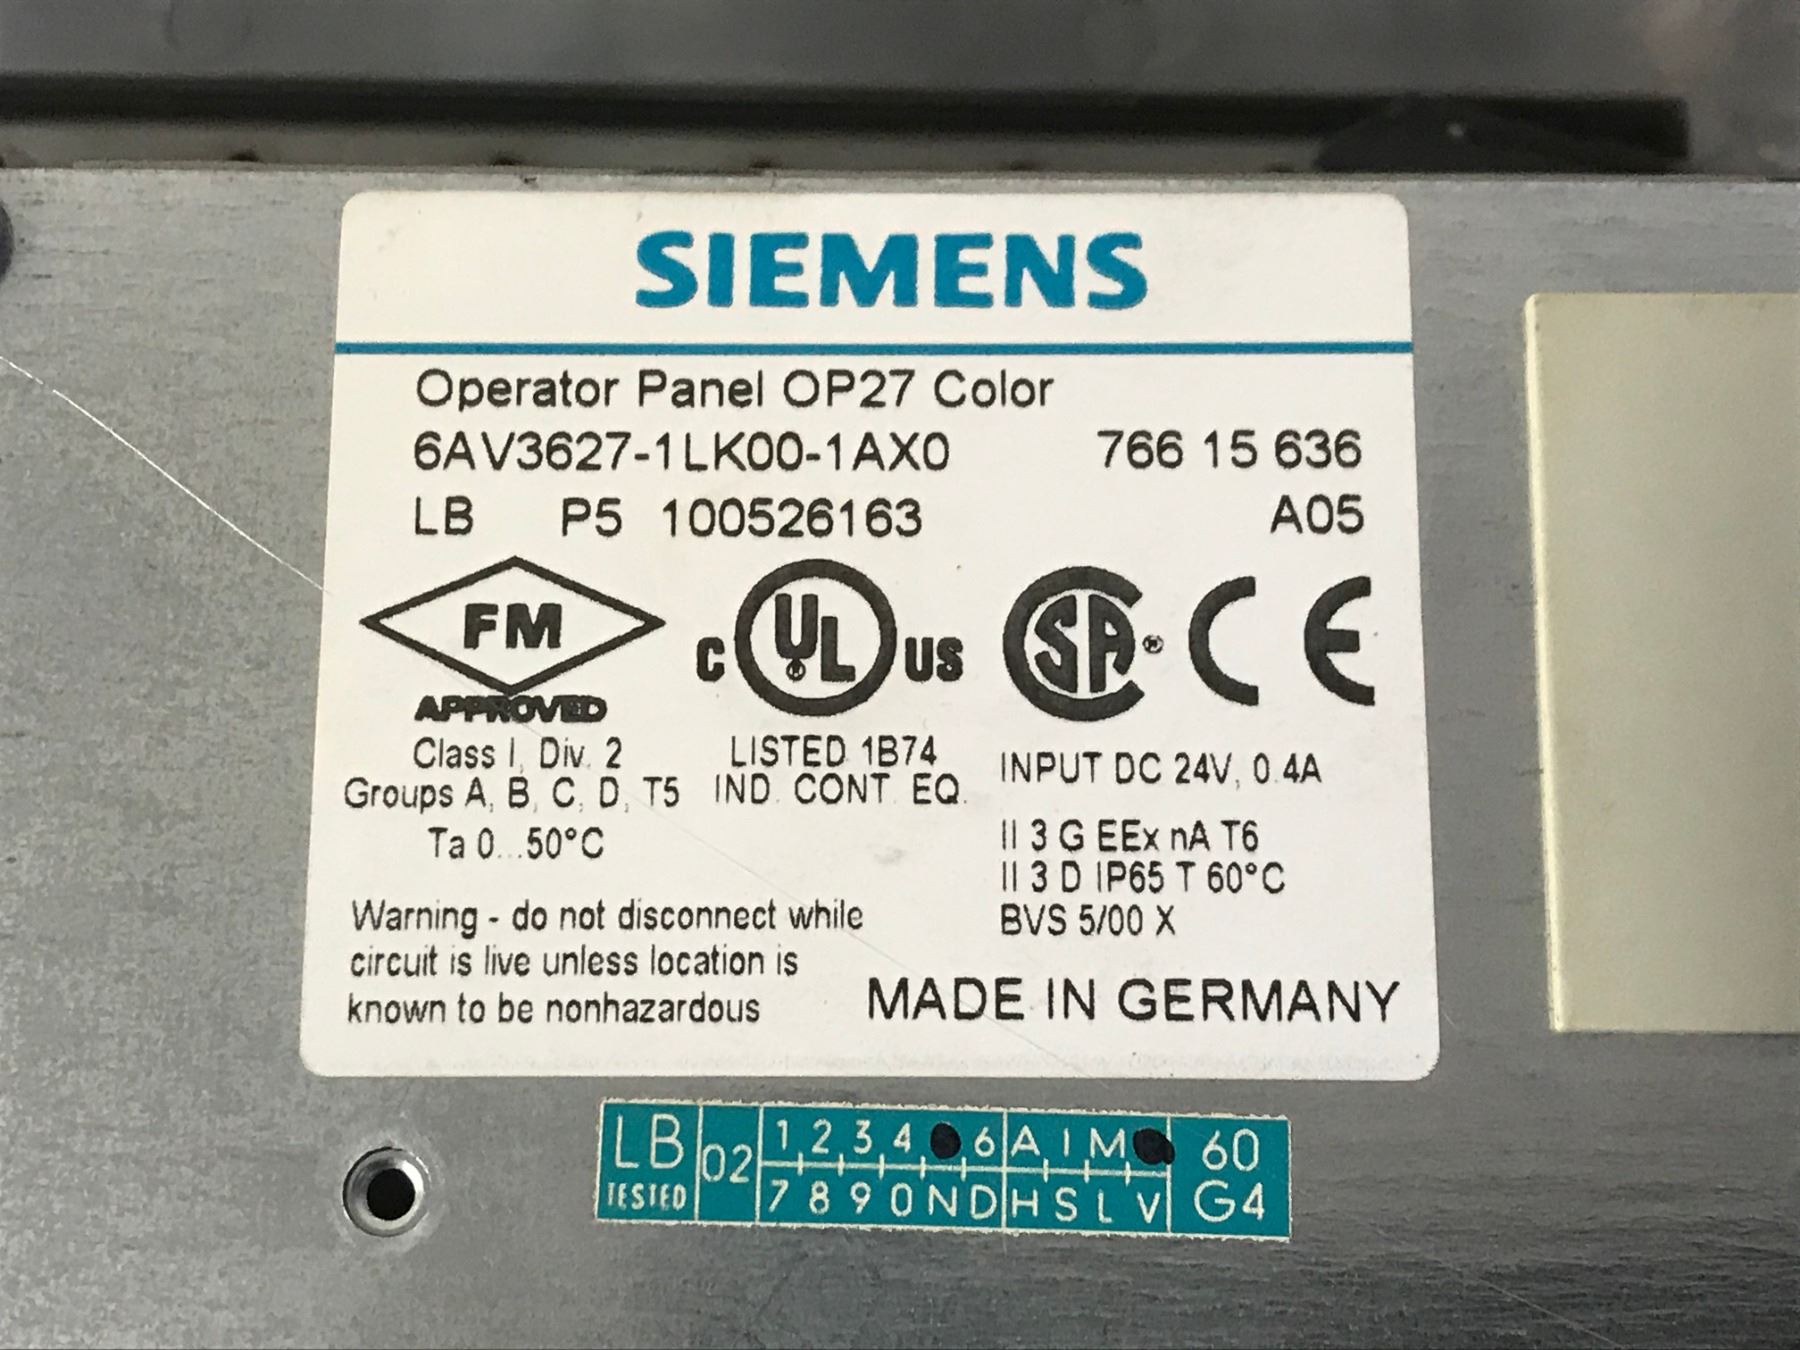 SIEMENS
Operator Panel OP27 Color
6AV3627-1LK00-1AX0 766 15 636
LB P5 100526163 A05
FM
APPROVED
C UL US
SA ®
CE
Class I, Div. 2
Groups A, B, C, D, T5
Ta 0...50°C
LISTED 1B74
IND. CONT. EQ.
INPUT DC 24V, 0.4A
II 3 G EEx nA T6
II 3 D IP65 T 60°C
BVS 5/00 X
Warning - do not disconnect while
circuit is live unless location is
known to be nonhazardous
MADE IN GERMANY
LB
TESTED
02
1 2 3 4 6 A I M
7 8 9 0 N D H S L V
60
G4